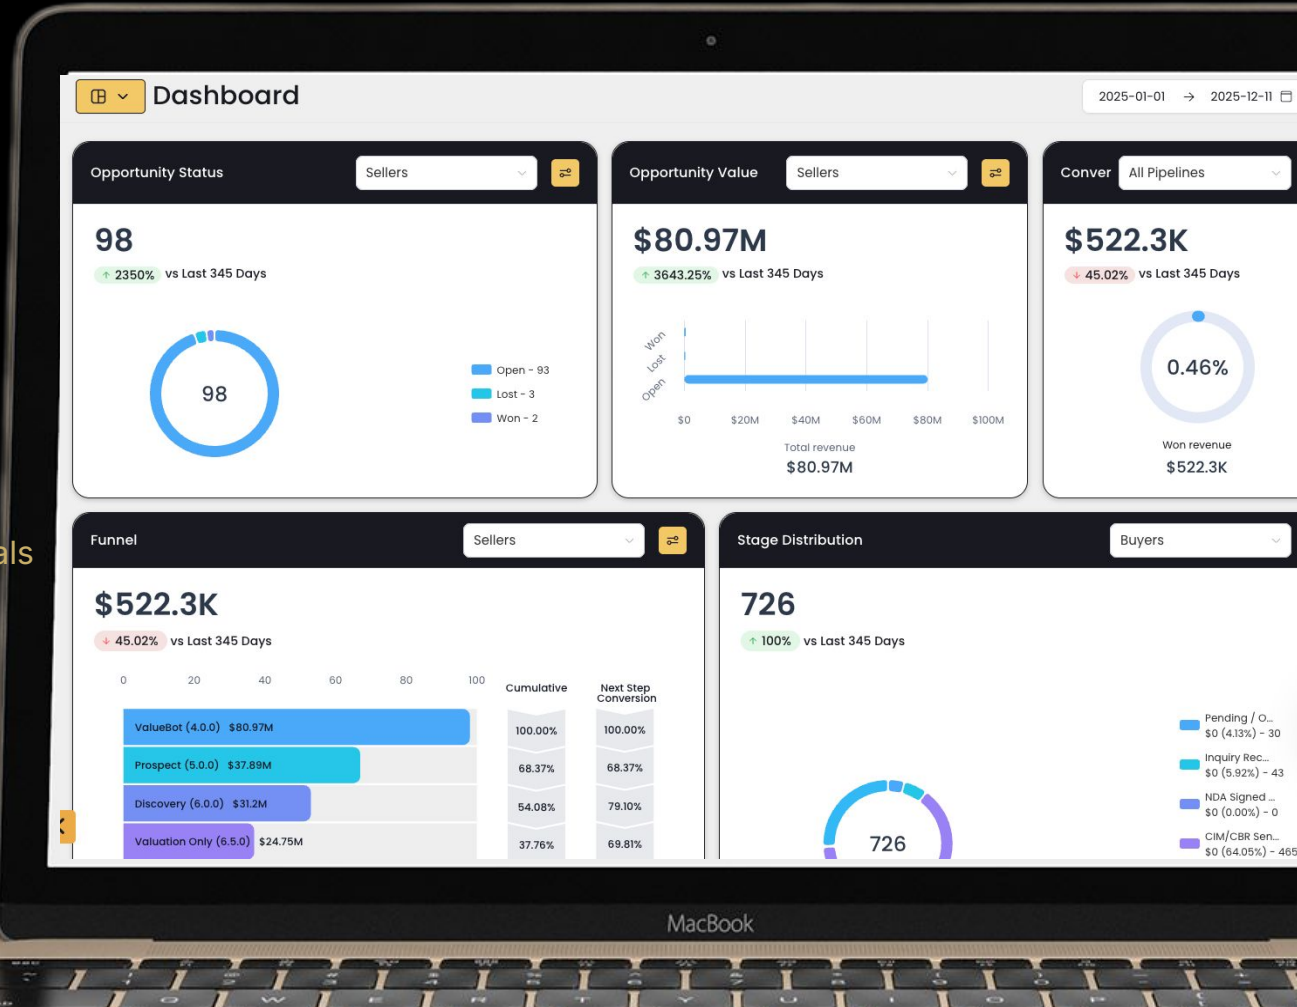 Dashboard
2025-01-01 → 2025-12-11
Opportunity Status
Sellers
98
↑ 2350% vs Last 345 Days
98
Open - 93
Lost - 3
Won - 2
Opportunity Value
Sellers
$80.97M
↑ 3643.25% vs Last 345 Days
Won
Lost
Open
$0 $20M $40M $60M $80M $100M
Total revenue
$80.97M
Conver
All Pipelines
$522.3K
↓ 45.02% vs Last 345 Days
0.46%
Won revenue
$522.3K
als
Funnel
Sellers
$522.3K
↓ 45.02% vs Last 345 Days
0 20 40 60 80 100
Cumulative
Next Step
Conversion
ValueBot (4.0.0) $80.97M 100.00% 100.00%
Prospect (5.0.0) $37.89M 68.37% 68.37%
Discovery (6.0.0) $31.2M 54.08% 79.10%
Valuation Only (6.5.0) $24.75M 37.76% 69.81%
Stage Distribution
Buyers
726
↑ 100% vs Last 345 Days
726
Pending / O...
$0 (4.13%) - 30
Inquiry Rec...
$0 (5.92%) - 43
NDA Signed ...
$0 (0.00%) - 0
CIM/CBR Sen...
$0 (64.05%) - 465
MacBook